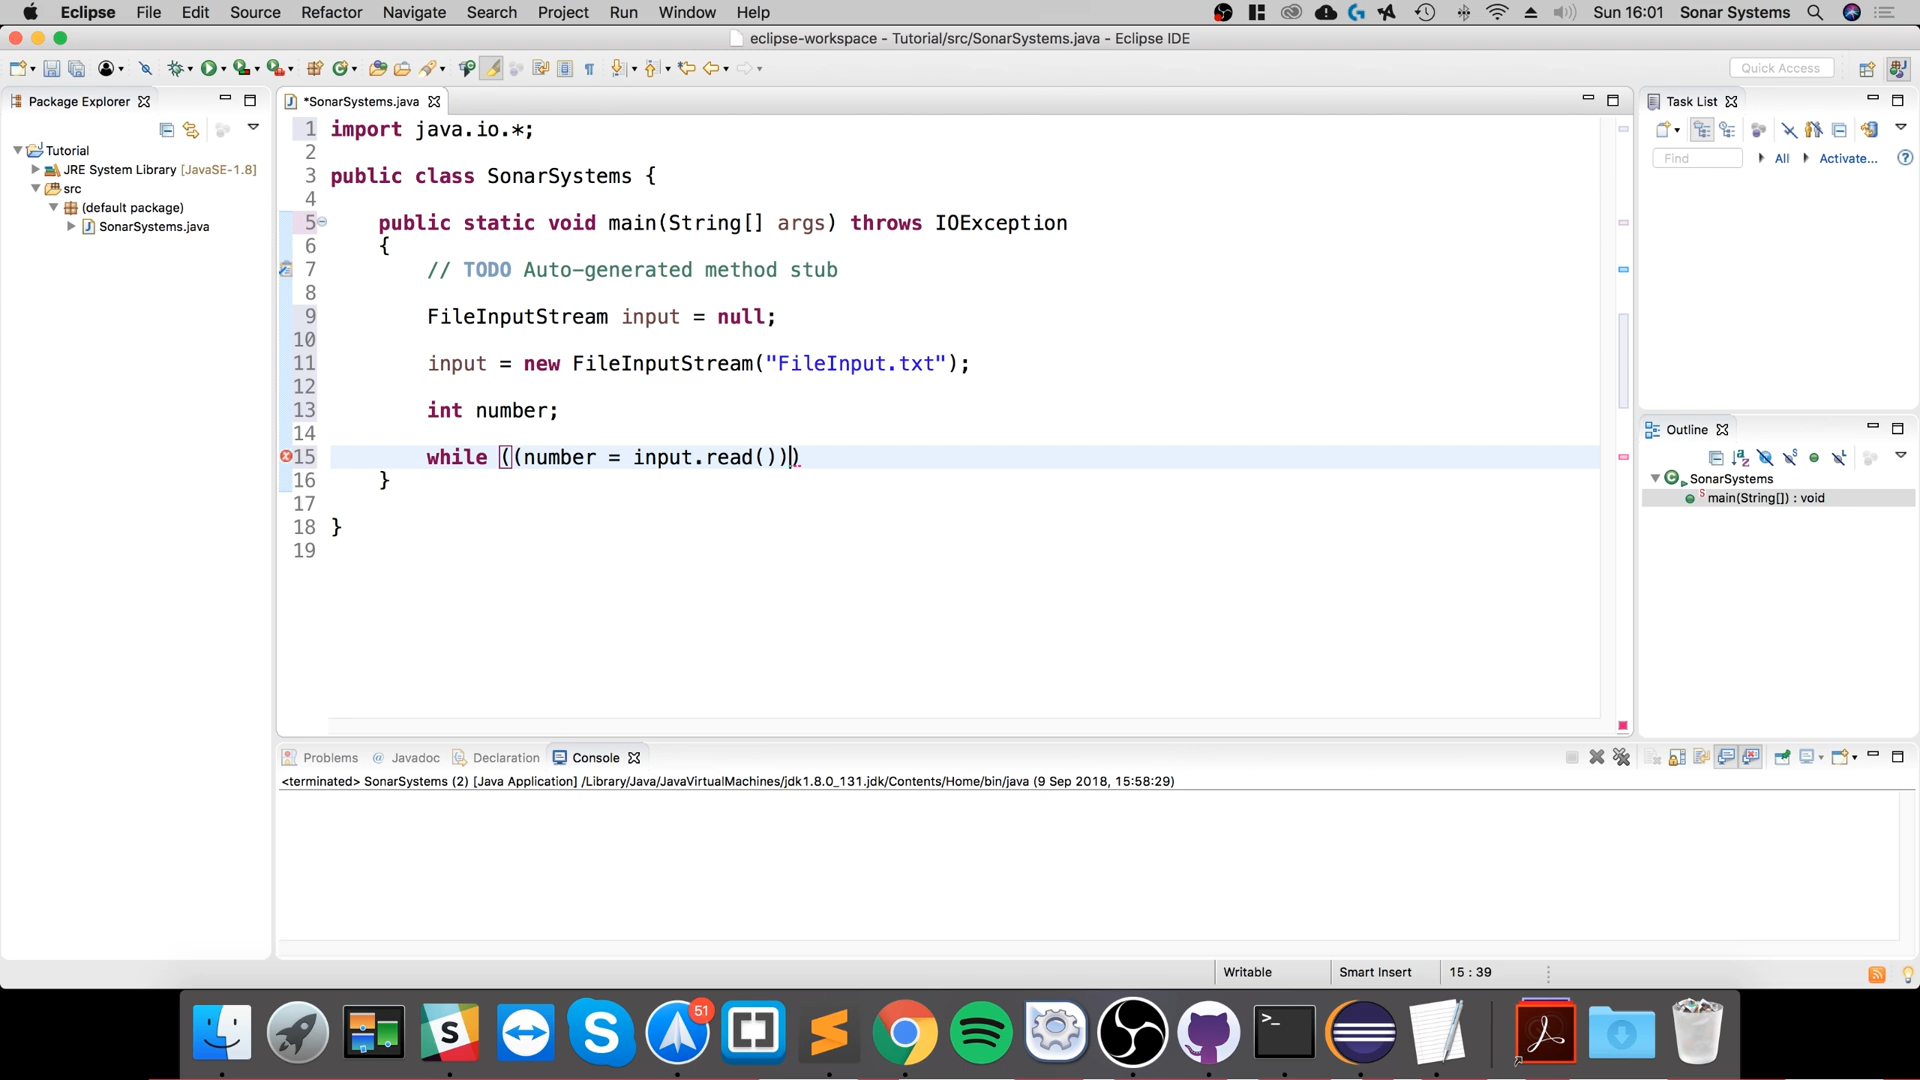 Eclipse File Edit Source Refactor Navigate Search Project Run Window Help Sun 16:01 Sonar Systems
eclipse-workspace - Tutorial/src/SonarSystems.java - Eclipse IDE
Quick Access
Package Explorer
Tutorial
JRE System Library [JavaSE-1.8]
src
(default package)
SonarSystems.java
*SonarSystems.java
1 import java.io.*;
2
3 public class SonarSystems {
4
5 public static void main(String[] args) throws IOException
6 {
7 // TODO Auto-generated method stub
8
9 FileInputStream input = null;
10
11 input = new FileInputStream("FileInput.txt");
12
13 int number;
14
15 while ((number = input.read()))
16 }
17
18 }
19
Task List
Find All Activate...
Outline
SonarSystems
main(String[]) : void
Problems @ Javadoc Declaration Console
<terminated> SonarSystems (2) [Java Application] /Library/Java/JavaVirtualMachines/jdk1.8.0_131.jdk/Contents/Home/bin/java (9 Sep 2018, 15:58:29)
Writable Smart Insert 15 : 39
51